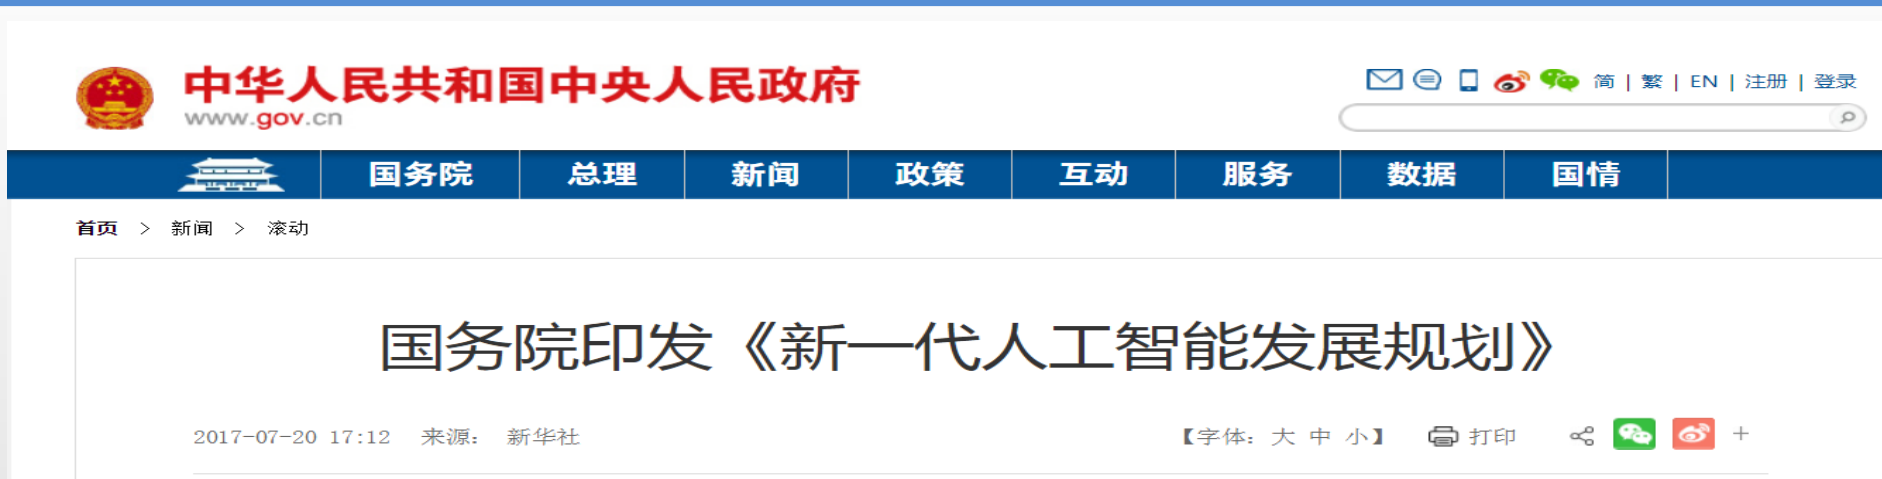 中华人民共和国中央人民政府
www.gov.cn
简 | 繁 | EN | 注册 | 登录
国务院 总理 新闻 政策 互动 服务 数据 国情
首页 > 新闻 > 滚动
国务院印发《新一代人工智能发展规划》
2017-07-20 17:12 来源： 新华社 【字体：大 中 小】 打印 +